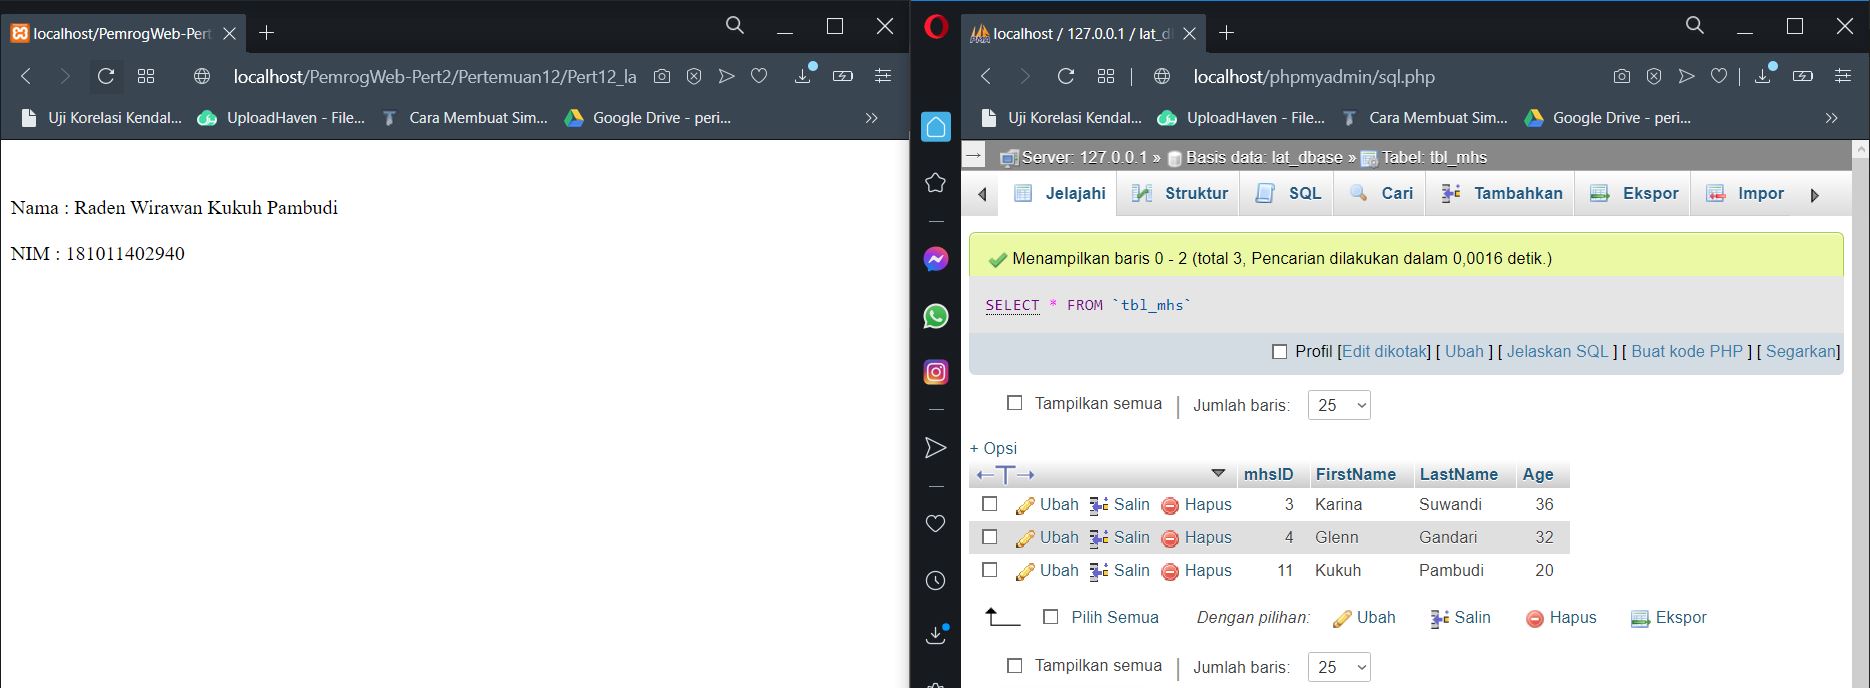 localhost/PemrogWeb-Pert
localhost/PemrogWeb-Pert2/Pertemuan12/Pert12_la
Uji Korelasi Kendal... UploadHaven - File... Cara Membuat Sim... Google Drive - peri...
Nama : Raden Wirawan Kukuh Pambudi
NIM : 181011402940
localhost / 127.0.0.1 / lat_d
localhost/phpmyadmin/sql.php
Uji Korelasi Kendal... UploadHaven - File... Cara Membuat Sim... Google Drive - peri...
Server: 127.0.0.1 » Basis data: lat_dbase » Tabel: tbl_mhs
Jelajahi Struktur SQL Cari Tambahkan Ekspor Impor
Menampilkan baris 0 - 2 (total 3, Pencarian dilakukan dalam 0,0016 detik.)
SELECT * FROM `tbl_mhs`
Profil [Edit dikotak] [ Ubah ] [ Jelaskan SQL ] [ Buat kode PHP ] [ Segarkan]
Tampilkan semua | Jumlah baris: 25
+ Opsi
←T→ mhsID FirstName LastName Age
Ubah Salin Hapus 3 Karina Suwandi 36
Ubah Salin Hapus 4 Glenn Gandari 32
Ubah Salin Hapus 11 Kukuh Pambudi 20
Pilih Semua Dengan pilihan: Ubah Salin Hapus Ekspor
Tampilkan semua | Jumlah baris: 25